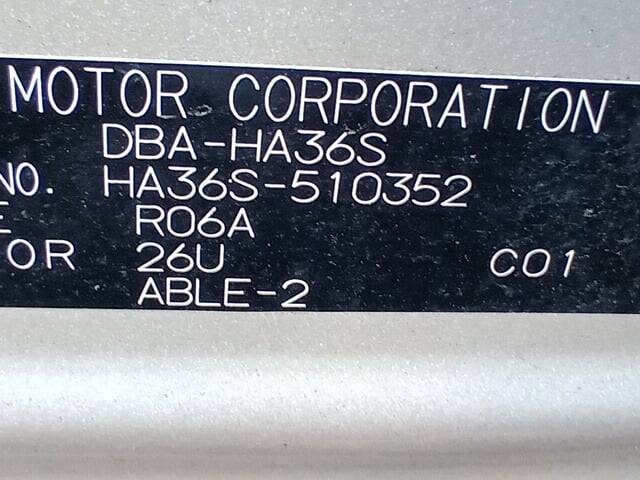 MOTOR CORPORATION
DBA-HA36S
NO. HA36S-510352
E R06A
OR 26U C01
ABLE-2